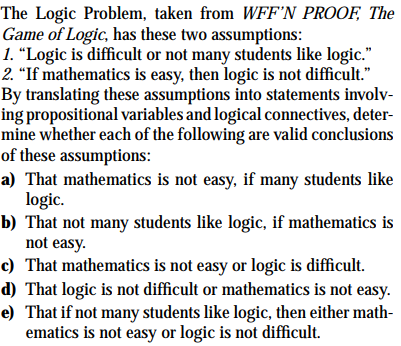 The Logic Problem, taken from WFF'N PROOF, The
Game of Logic, has these two assumptions:
1. “Logic is difficult or not many students like logic.”
2. “If mathematics is easy, then logic is not difficult.”
By translating these assumptions into statements involv-
ing propositional variables and logical connectives, deter-
mine whether each of the following are valid conclusions
of these assumptions:
a) That mathematics is not easy, if many students like
logic.
b) That not many students like logic, if mathematics is
not easy.
c) That mathematics is not easy or logic is difficult.
d) That logic is not difficult or mathematics is not easy.
e) That if not many students like logic, then either math-
ematics is not easy or logic is not difficult.